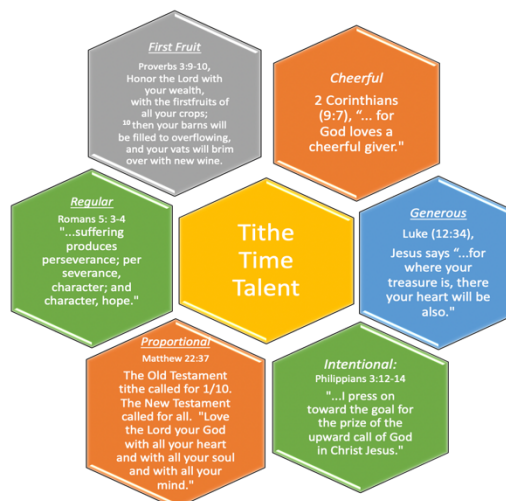 First Fruit
Proverbs 3:9-10,
Honor the Lord with
your wealth,
with the firstfruits of
all your crops;
¹⁰ then your barns will
be filled to overflowing,
and your vats will brim
over with new wine.
Cheerful
2 Corinthians
(9:7), “... for
God loves a
cheerful giver."
Regular
Romans 5: 3-4
"...suffering
produces
perseverance; per
severance,
character; and
character, hope."
Tithe
Time
Talent
Generous
Luke (12:34),
Jesus says “...for
where your
treasure is, there
your heart will be
also."
Proportional
Matthew 22:37
The Old Testament
tithe called for 1/10.
The New Testament
called for all. "Love
the Lord your God
with all your heart
and with all your soul
and with all your
mind."
Intentional:
Philippians 3:12-14
"...I press on
toward the goal for
the prize of the
upward call of God
in Christ Jesus."